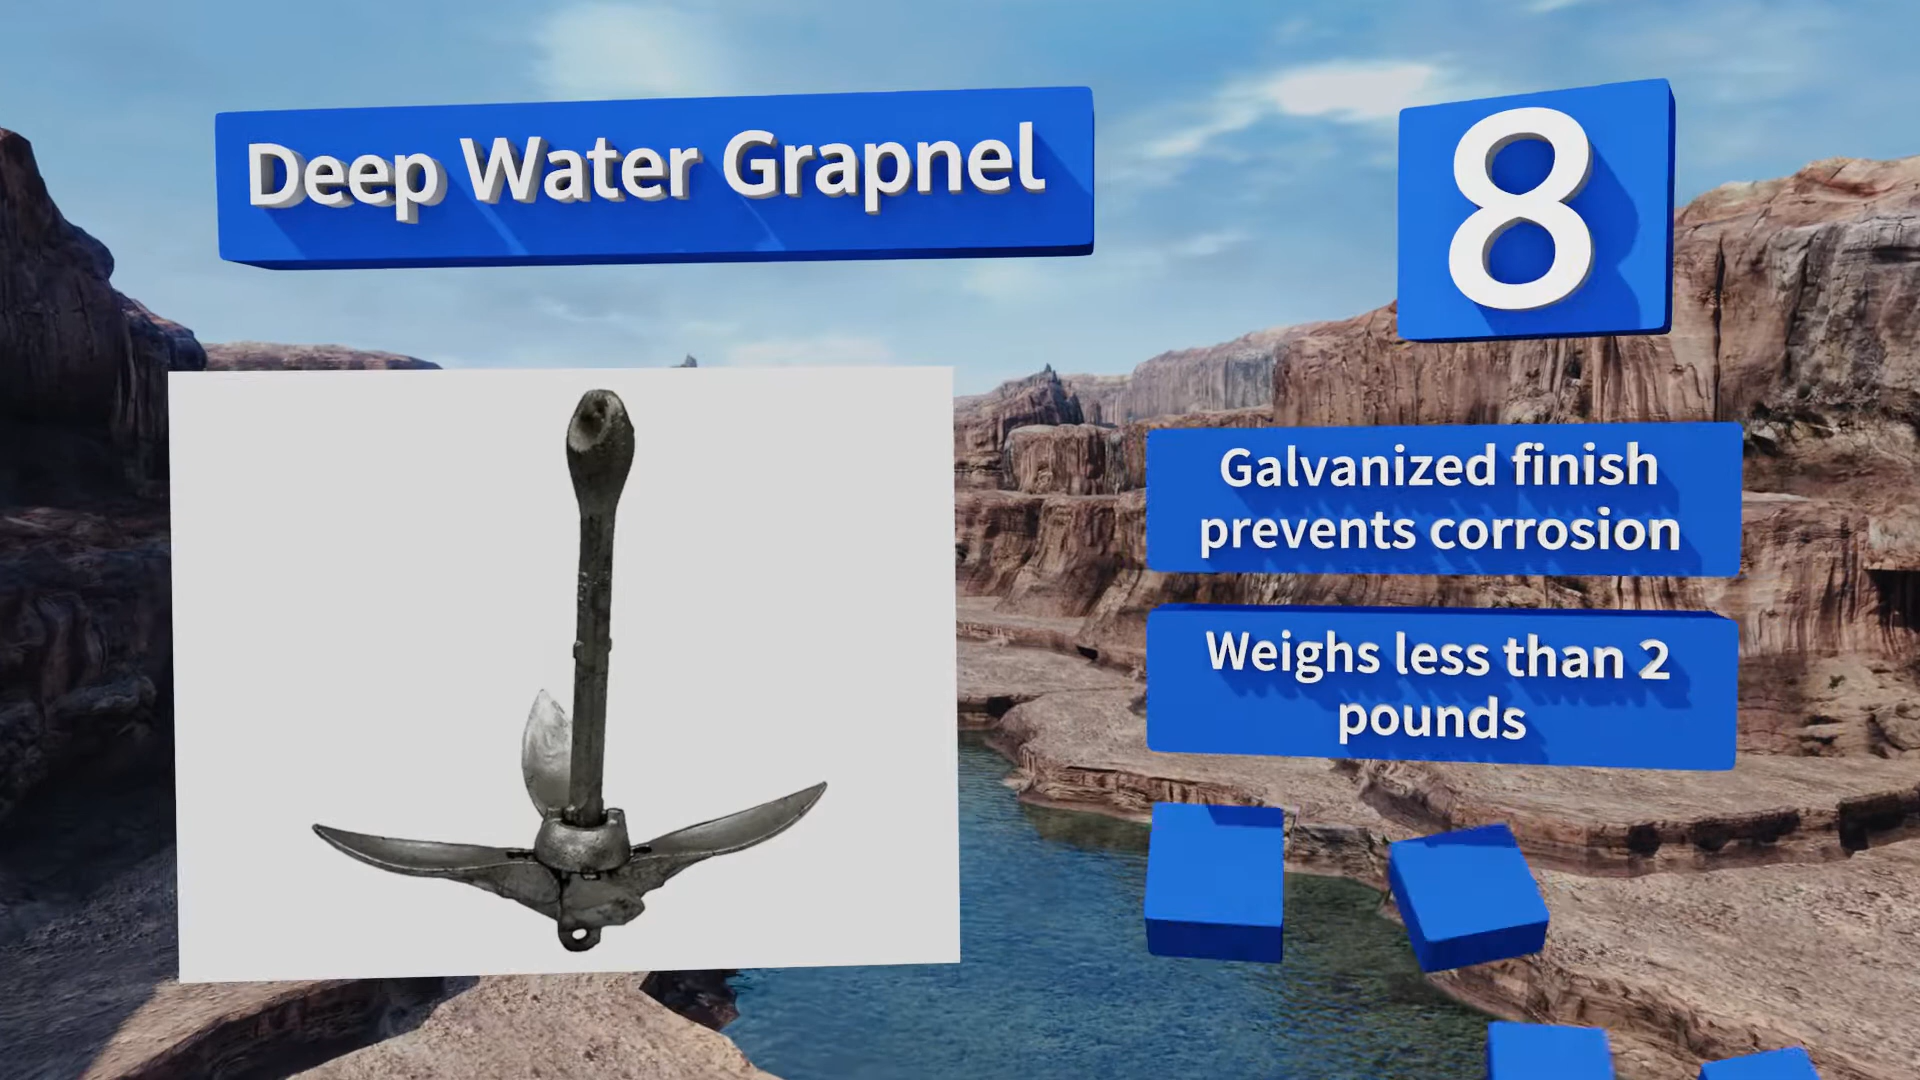 Deep Water Grapnel
8
Galvanized finish
prevents corrosion
Weighs less than 2
pounds